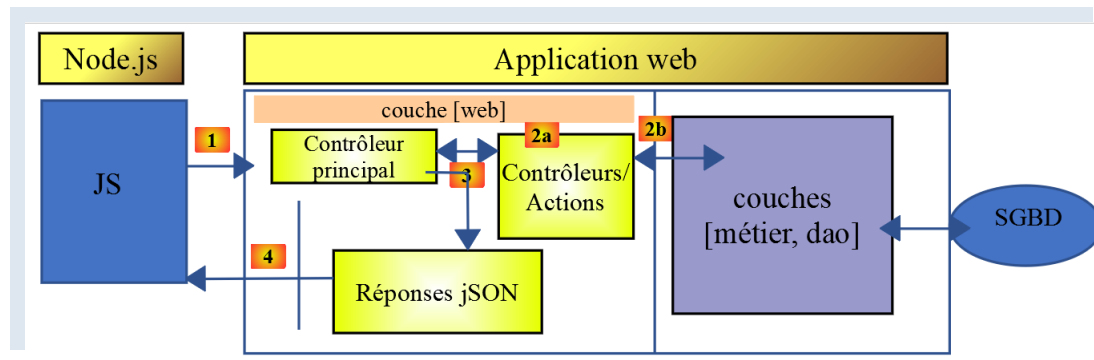 Node.js
Application web
couche [web]
1
JS
Contrôleur
principal
2a
2b
3
Contrôleurs/
Actions
couches
[métier, dao]
SGBD
4
Réponses jSON